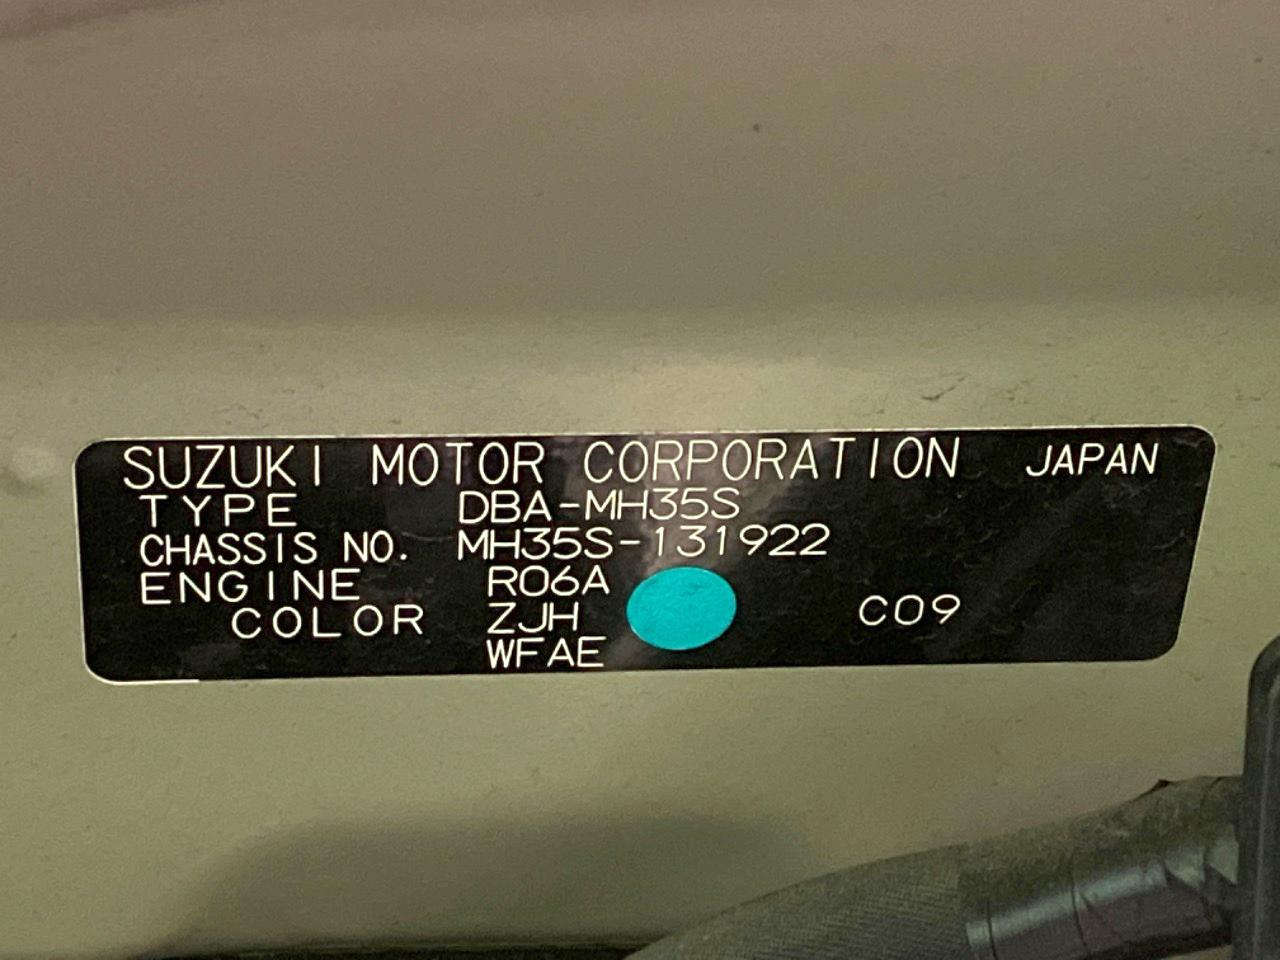 SUZUKI MOTOR CORPORATION JAPAN
TYPE DBA-MH35S
CHASSIS NO. MH35S-131922
ENGINE R06A
COLOR ZJH C09
WFAE